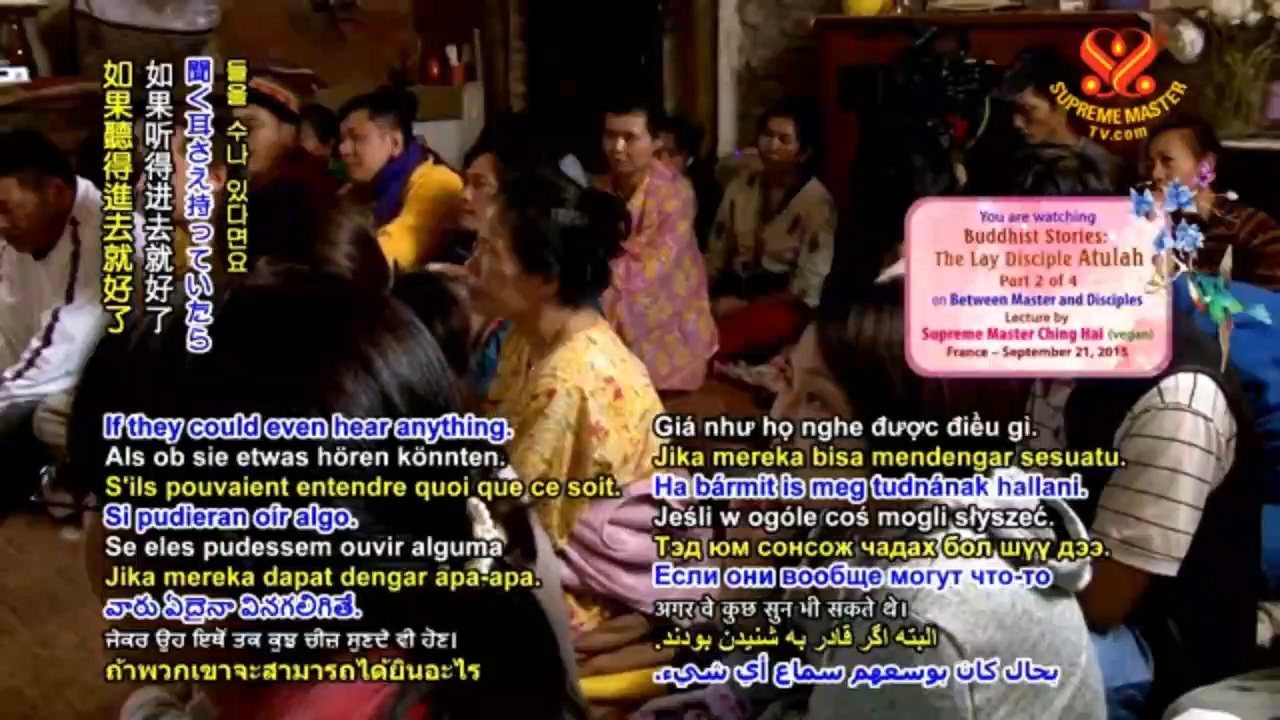 들을 수나 있다면요
聞く耳さえ持っていたら
如果听得进去就好了
如果聽得進去就好了
SUPREME MASTER
TV.com
You are watching
Buddhist Stories:
The Lay Disciple Atulah
Part 2 of 4
on Between Master and Disciples
Lecture by
Supreme Master Ching Hai (vegan)
France – September 21, 2015
If they could even hear anything.
Als ob sie etwas hören könnten.
S'ils pouvaient entendre quoi que ce soit.
Si pudieran oír algo.
Se eles pudessem ouvir alguma
Jika mereka dapat dengar apa-apa.
వారు ఏదైనా వినగలిగితే.
ਜੇਕਰ ਉਹ ਇਥੋਂ ਤਕ ਕੁਝ ਚੀਜ਼ ਸੁਣਦੇ ਵੀ ਹੋਣ।
ถ้าพวกเขาจะสามารถได้ยินอะไร
Giá như họ nghe được điều gì.
Jika mereka bisa mendengar sesuatu.
Ha bármit is meg tudnának hallani.
Jeśli w ogóle coś mogli słyszeć.
Тэд юм сонсож чадах бол шүү дээ.
Если они вообще могут что-то
अगर वे कुछ सुन भी सकते थे।
البته اگر قادر به شنیدن بودند.
بحال كان بوسعهم سماع أي شيء.